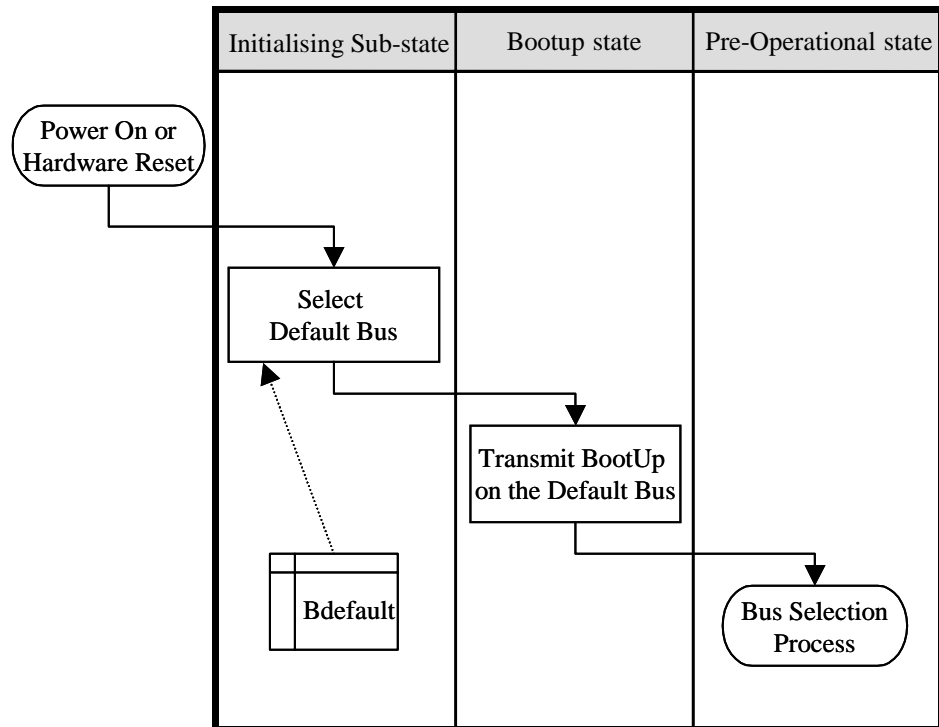 Initialising Sub-state
Bootup state
Pre-Operational state
Power On or
Hardware Reset
Select
Default Bus
Transmit BootUp
on the Default Bus
Bdefault
Bus Selection
Process